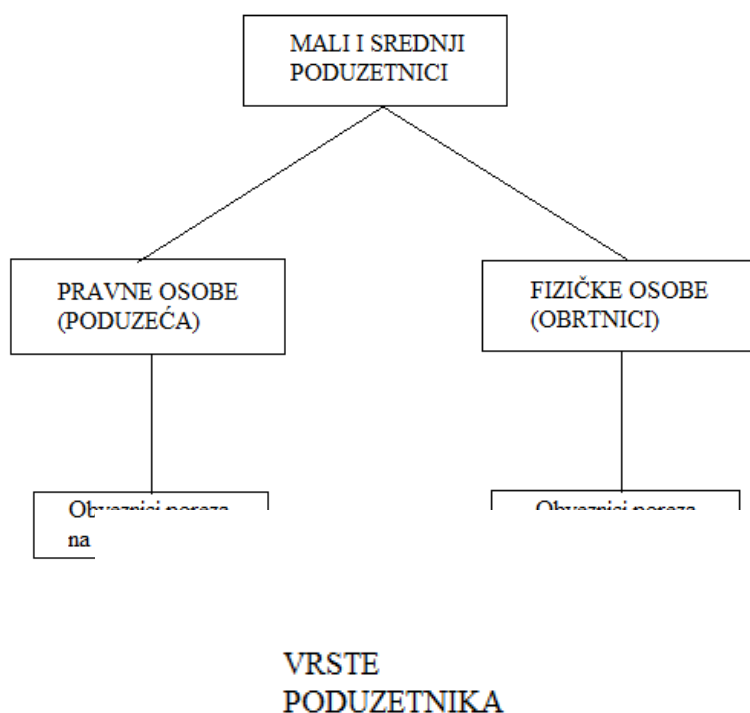 MALI I SREDNJI
PODUZETNICI
PRAVNE OSOBE
(PODUZEĆA)
FIZIČKE OSOBE
(OBRTNICI)
Obveznici poreza
na
Obveznici poreza
VRSTE
PODUZETNIKA